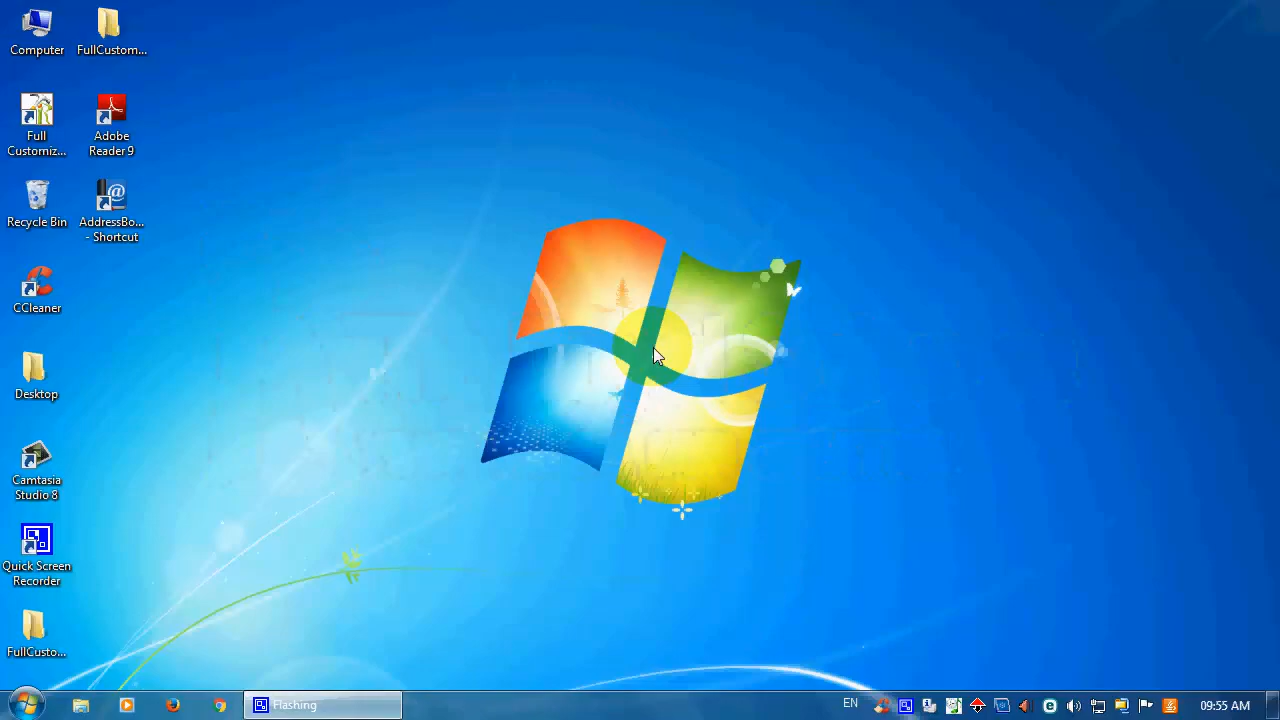 Computer
FullCustom...
Full
Customiz...
Adobe
Reader 9
Recycle Bin
AddressBo...
- Shortcut
CCleaner
Desktop
Camtasia
Studio 8
Quick Screen
Recorder
FullCusto...
Flashing
EN
09:55 AM